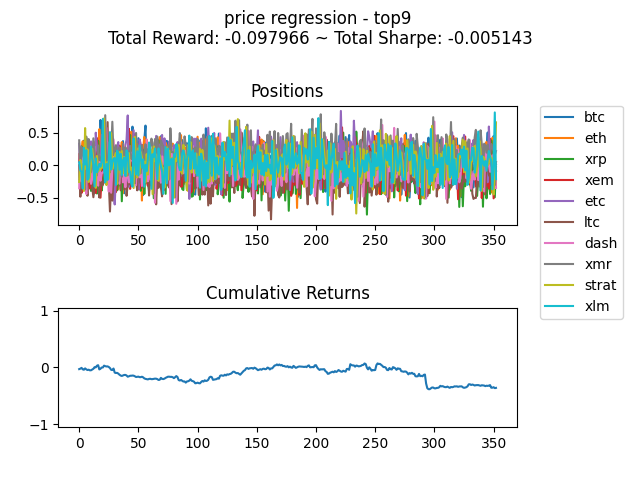 price regression - top9
Total Reward: -0.097966 ~ Total Sharpe: -0.005143
Positions
0.5
0.0
−0.5
0 50 100 150 200 250 300 350
btc
eth
xrp
xem
etc
ltc
dash
xmr
strat
xlm
Cumulative Returns
1
0
−1
0 50 100 150 200 250 300 350